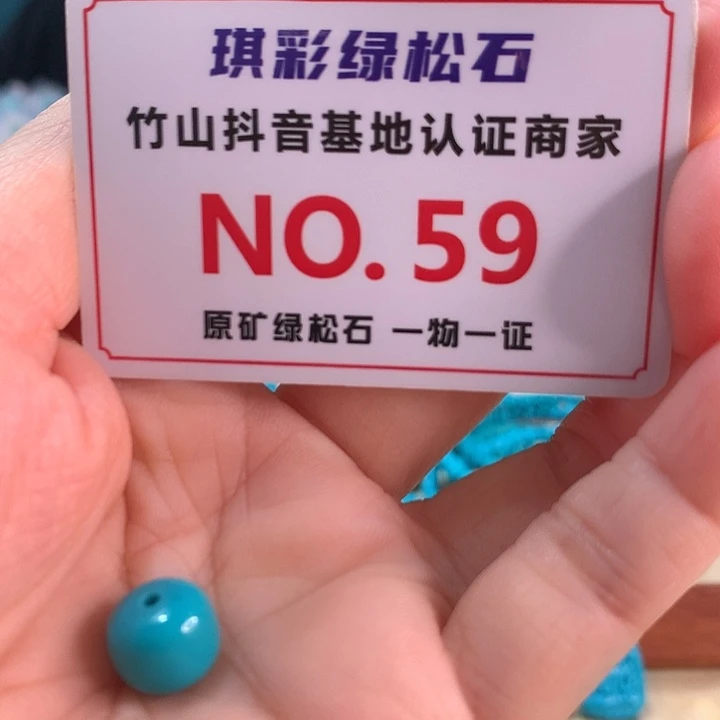 琪彩绿松石
竹山抖音基地认证商家
NO. 59
原矿绿松石 一物一证